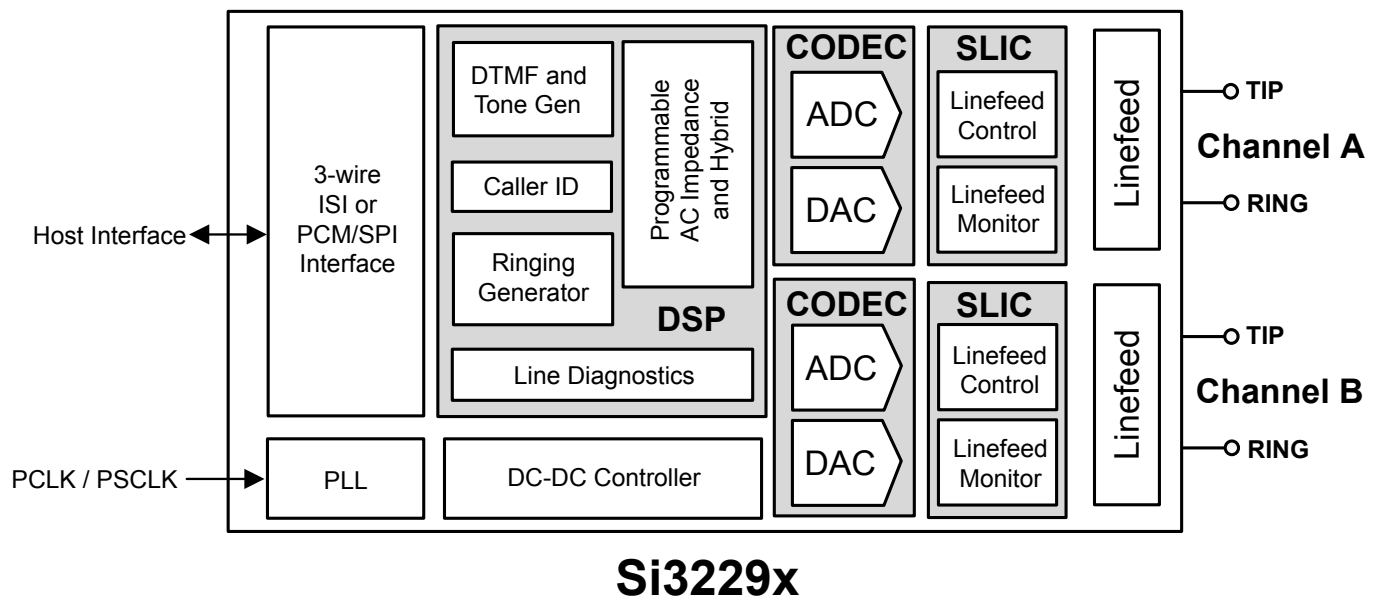 Host Interface
PCLK / PSCLK
3-wire
ISI or
PCM/SPI
Interface
PLL
DTMF and
Tone Gen
Caller ID
Ringing
Generator
Programmable
AC Impedance
and Hybrid
DSP
Line Diagnostics
DC-DC Controller
CODEC
ADC
DAC
SLIC
Linefeed
Control
Linefeed
Monitor
Linefeed
TIP
Channel A
RING
CODEC
ADC
DAC
SLIC
Linefeed
Control
Linefeed
Monitor
Linefeed
TIP
Channel B
RING
Si3229x